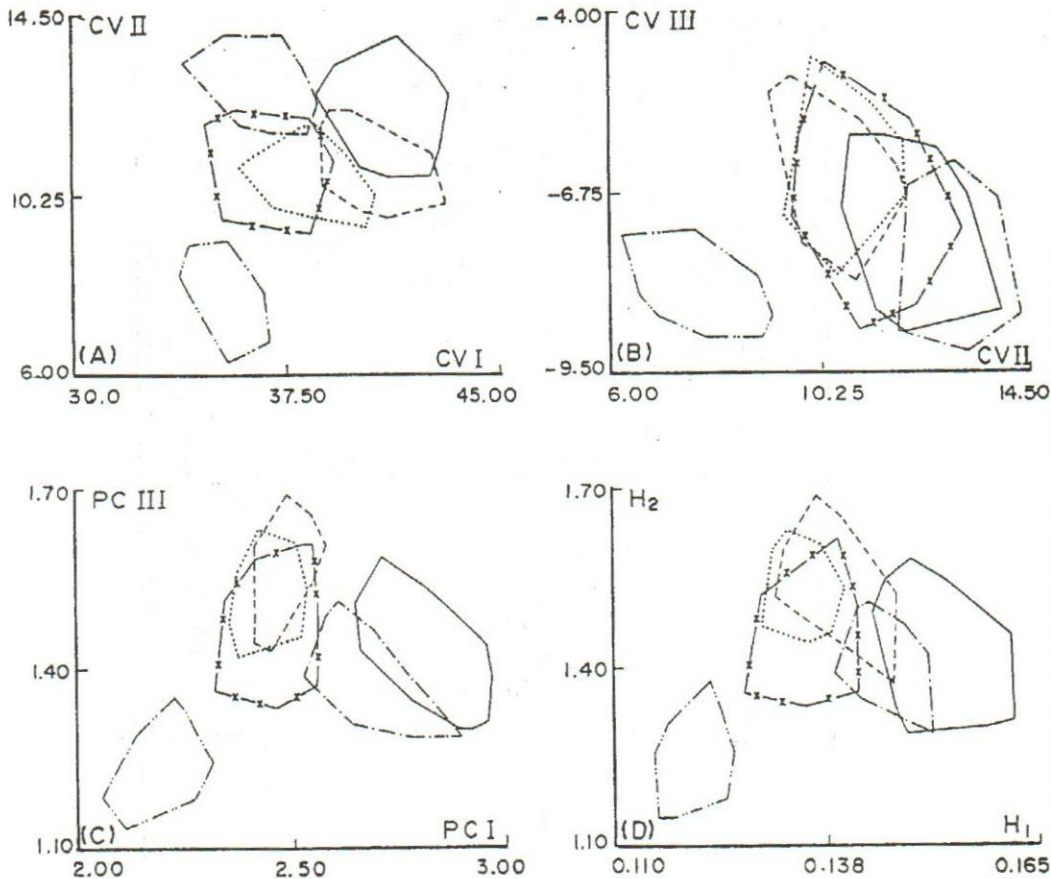 14.50
CV II
10.25
6.00
(A)
CV I
30.0
37.50
45.00
-4.00
CV III
-6.75
-9.50
(B)
CV II
6.00
10.25
14.50
1.70
PC III
1.40
1.10
(C)
PC I
2.00
2.50
3.00
1.70
H2
1.40
1.10
(D)
H1
0.110
0.138
0.165